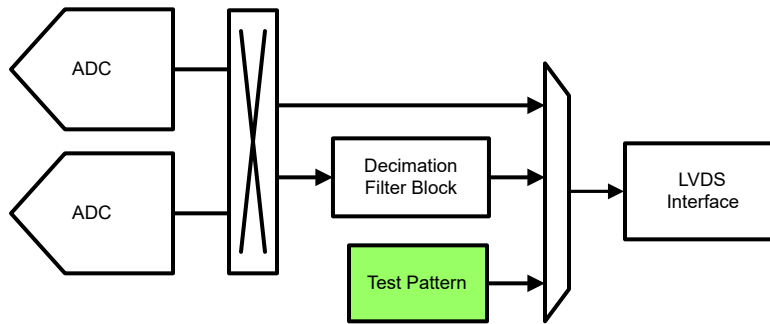 ADC
ADC
Decimation
Filter Block
Test Pattern
LVDS
Interface